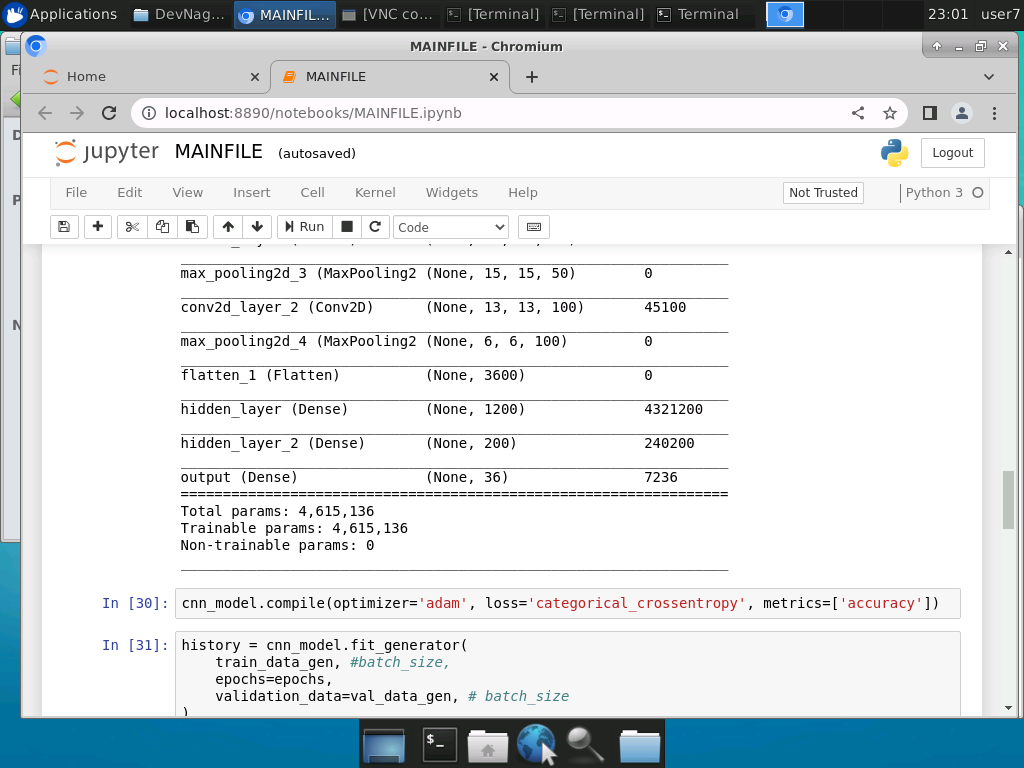 Applications
DevNag...
MAINFIL...
[VNC co...
[Terminal]
[Terminal]
Terminal
23:01
user7
MAINFILE - Chromium
Home
MAINFILE
localhost:8890/notebooks/MAINFILE.ipynb
jupyter MAINFILE (autosaved)
Logout
File Edit View Insert Cell Kernel Widgets Help
Not Trusted
Python 3
Run
Code
max_pooling2d_3 (MaxPooling2 (None, 15, 15, 50) 0
conv2d_layer_2 (Conv2D) (None, 13, 13, 100) 45100
max_pooling2d_4 (MaxPooling2 (None, 6, 6, 100) 0
flatten_1 (Flatten) (None, 3600) 0
hidden_layer (Dense) (None, 1200) 4321200
hidden_layer_2 (Dense) (None, 200) 240200
output (Dense) (None, 36) 7236
=================================================================
Total params: 4,615,136
Trainable params: 4,615,136
Non-trainable params: 0
In [30]: cnn_model.compile(optimizer='adam', loss='categorical_crossentropy', metrics=['accuracy'])
In [31]: history = cnn_model.fit_generator(
train_data_gen, #batch_size,
epochs=epochs,
validation_data=val_data_gen, # batch_size
)